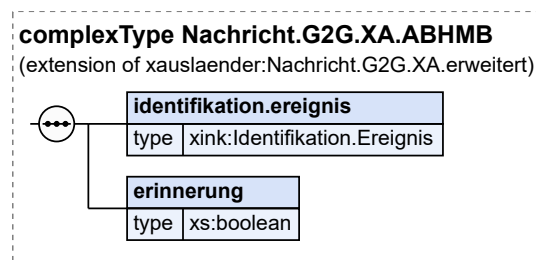 complexType Nachricht.G2G.XA.ABHMB
(extension of xauslaender:Nachricht.G2G.XA.erweitert)
identifikation.ereignis
type xink:Identifikation.Ereignis
erinnerung
type xs:boolean